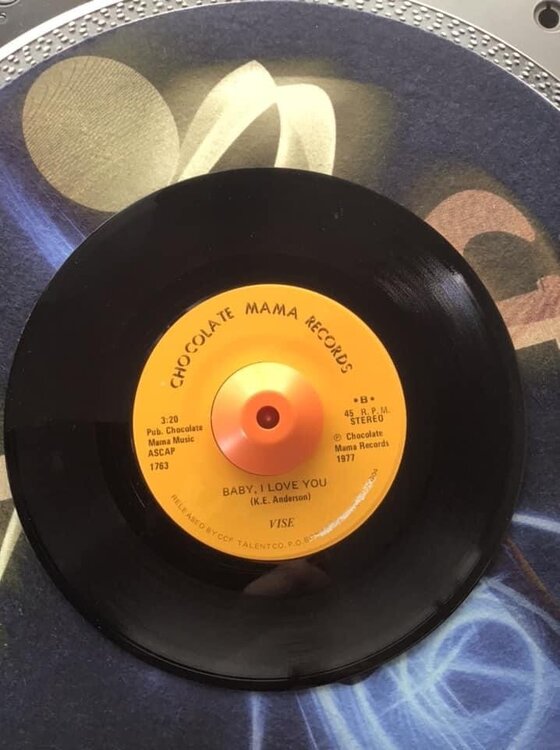 CHOCOLATE MAMA RECORDS
3:20
Pub. Chocolate
Mama Music
ASCAP
1763
• B •
45 R. P. M.
STEREO
℗ Chocolate
Mama Records
1977
BABY, I LOVE YOU
(K.E. Anderson)
VISE
RELEASED BY CCF TALENT CO. P.O.